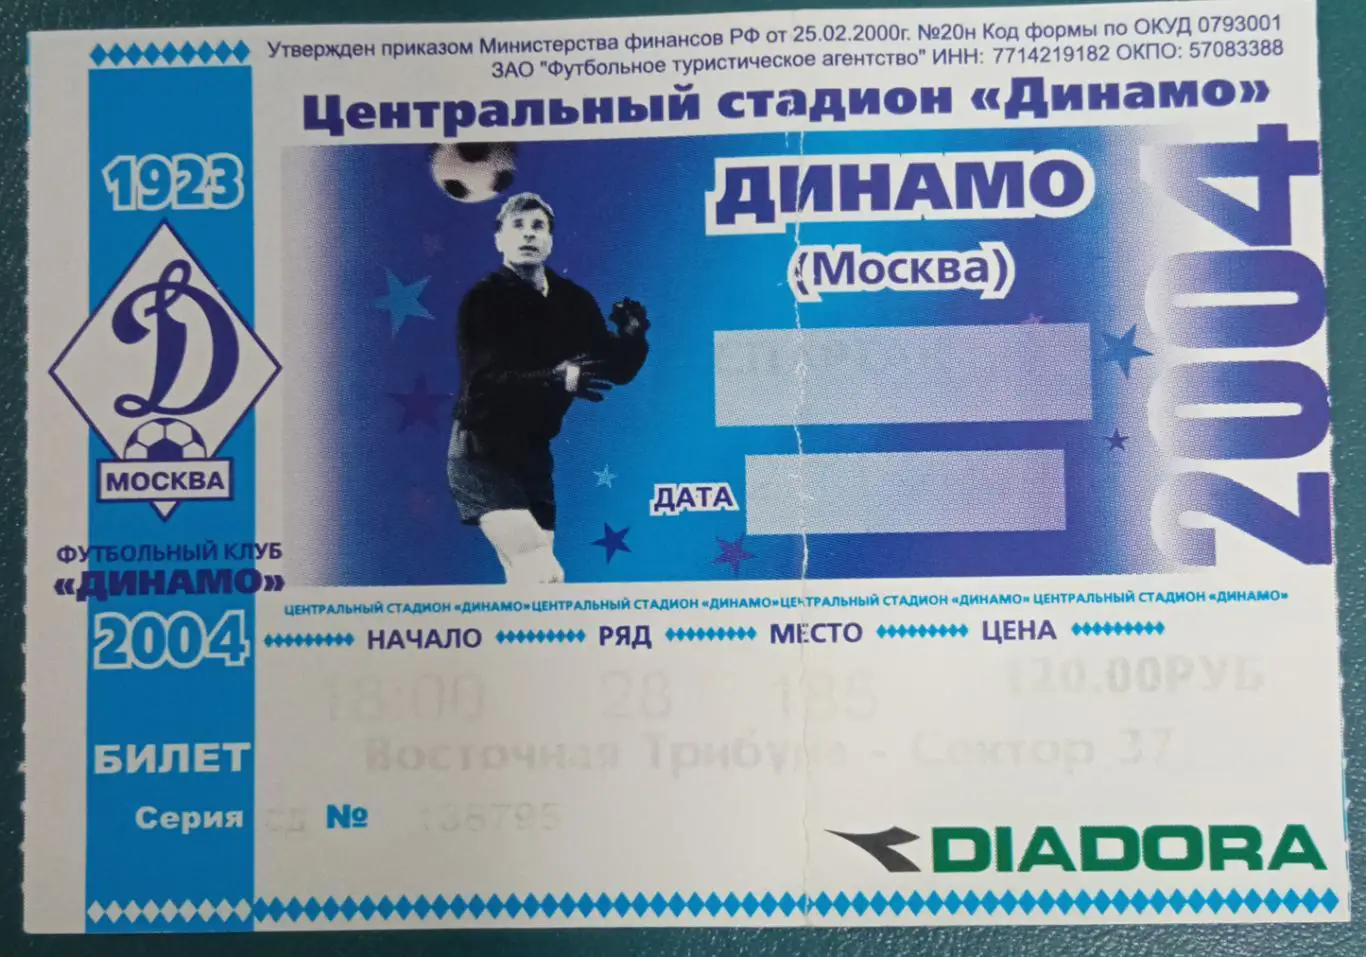 Утвержден приказом Министерства финансов РФ от 25.02.2000г. №20н Код формы по ОКУД 0793001
ЗАО "Футбольное туристическое агентство" ИНН: 7714219182 ОКПО: 57083388
Центральный стадион «Динамо»
1923
ДИНАМО
(Москва)
2004
Д
МОСКВА
ДАТА
ФУТБОЛЬНЫЙ КЛУБ
«ДИНАМО»
2004
ЦЕНТРАЛЬНЫЙ СТАДИОН «ДИНАМО» ЦЕНТРАЛЬНЫЙ СТАДИОН «ДИНАМО» ЦЕНТРАЛЬНЫЙ СТАДИОН «ДИНАМО» ЦЕНТРАЛЬНЫЙ СТАДИОН «ДИНАМО»
НАЧАЛО РЯД МЕСТО ЦЕНА
18:00 28 185 120.00РУБ
Восточная Трибуна - Сектор 37
БИЛЕТ
Серия СД № 138795
DIADORA